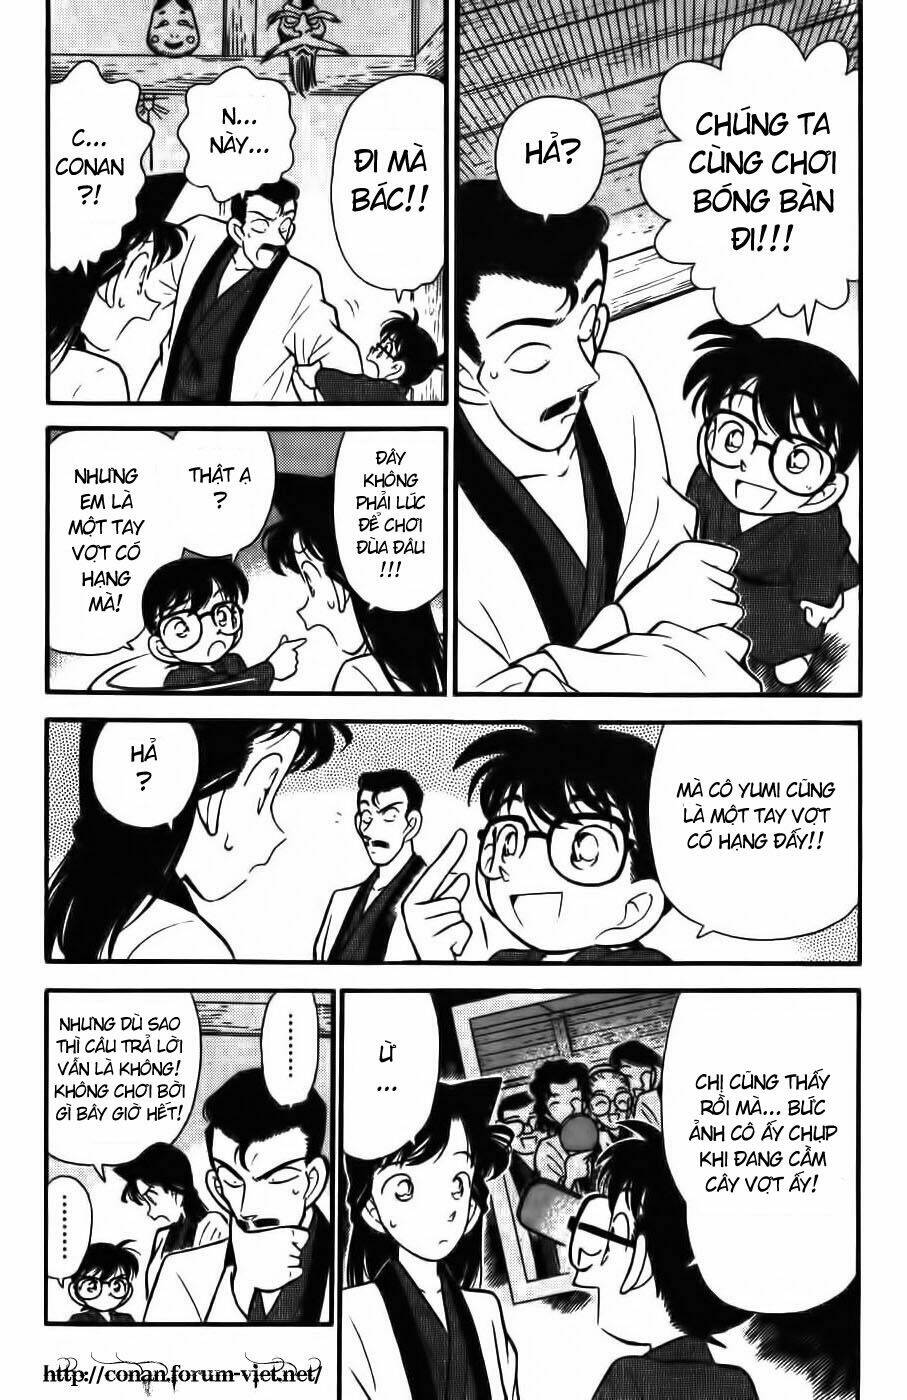 CHÚNG TA
CÙNG CHƠI
BÓNG BÀN
ĐI!!!
HẢ?
ĐI MÀ
BÁC!!
N...
NÀY...
C...
CONAN
?!
ĐÂY
KHÔNG
PHẢI LÚC
ĐỂ CHƠI
ĐÙA ĐÂU
!!!
THẬT Ạ
?
NHƯNG
EM LÀ
MỘT TAY
VỢT CÓ
HẠNG
MÀ!
MÀ CÔ YUMI CŨNG
LÀ MỘT TAY VỢT
CÓ HẠNG ĐẤY!!
HẢ
?
CHỊ CŨNG THẤY
RỒI MÀ... BỨC
ẢNH CÔ ẤY CHỤP
KHI ĐANG CẦM
CÂY VỢT ẤY!
Ừ
...
........
NHƯNG DÙ SAO
THÌ CÂU TRẢ LỜI
VẪN LÀ KHÔNG!
KHÔNG CHƠI BỜI
GÌ BÂY GIỜ HẾT!
........
http://conan.forum-viet.net/